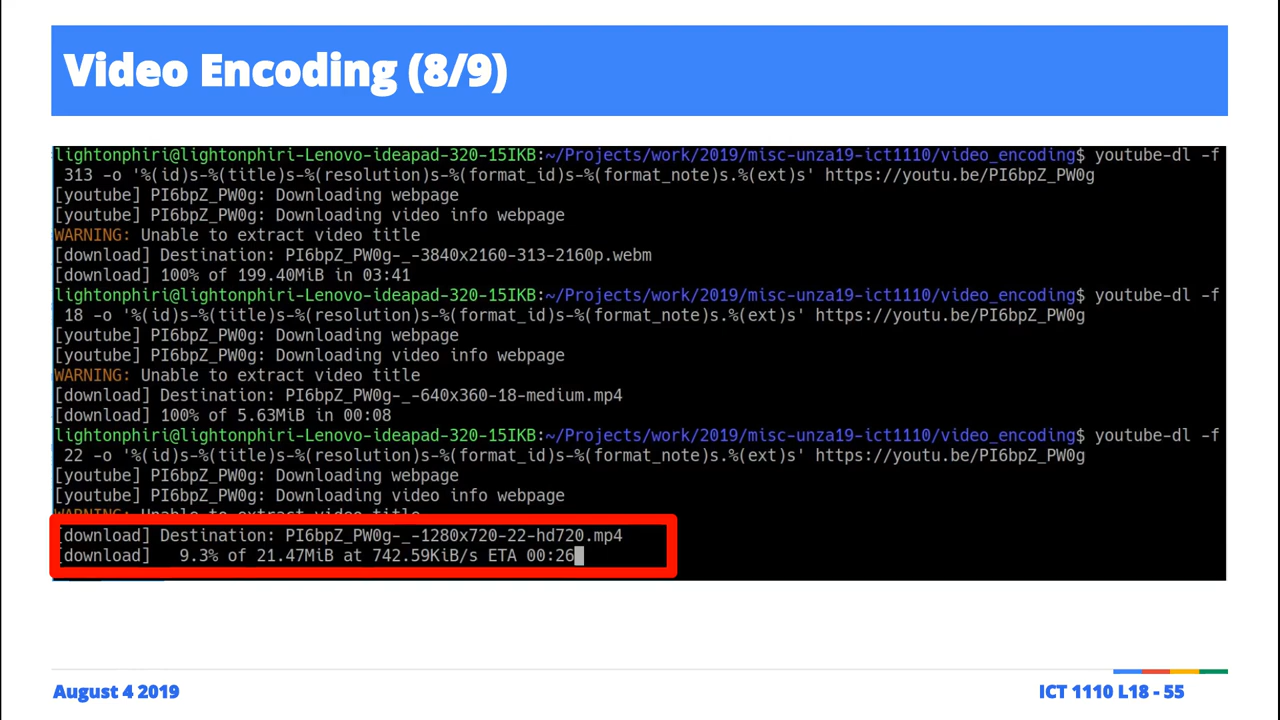 Video Encoding (8/9)
lightonphiri@lightonphiri-Lenovo-ideapad-320-15IKB:~/Projects/work/2019/misc-unza19-ict1110/video_encoding$ youtube-dl -f
313 -o '%(id)s-%(title)s-%(resolution)s-%(format_id)s-%(format_note)s.%(ext)s' https://youtu.be/PI6bpZ_PW0g
[youtube] PI6bpZ_PW0g: Downloading webpage
[youtube] PI6bpZ_PW0g: Downloading video info webpage
WARNING: Unable to extract video title
[download] Destination: PI6bpZ_PW0g-_-3840x2160-313-2160p.webm
[download] 100% of 199.40MiB in 03:41
lightonphiri@lightonphiri-Lenovo-ideapad-320-15IKB:~/Projects/work/2019/misc-unza19-ict1110/video_encoding$ youtube-dl -f
18 -o '%(id)s-%(title)s-%(resolution)s-%(format_id)s-%(format_note)s.%(ext)s' https://youtu.be/PI6bpZ_PW0g
[youtube] PI6bpZ_PW0g: Downloading webpage
[youtube] PI6bpZ_PW0g: Downloading video info webpage
WARNING: Unable to extract video title
[download] Destination: PI6bpZ_PW0g-_-640x360-18-medium.mp4
[download] 100% of 5.63MiB in 00:08
lightonphiri@lightonphiri-Lenovo-ideapad-320-15IKB:~/Projects/work/2019/misc-unza19-ict1110/video_encoding$ youtube-dl -f
22 -o '%(id)s-%(title)s-%(resolution)s-%(format_id)s-%(format_note)s.%(ext)s' https://youtu.be/PI6bpZ_PW0g
[youtube] PI6bpZ_PW0g: Downloading webpage
[youtube] PI6bpZ_PW0g: Downloading video info webpage
WARNING: Unable to extract video title
[download] Destination: PI6bpZ_PW0g-_-1280x720-22-hd720.mp4
[download] 9.3% of 21.47MiB at 742.59KiB/s ETA 00:26
August 4 2019
ICT 1110 L18 - 55